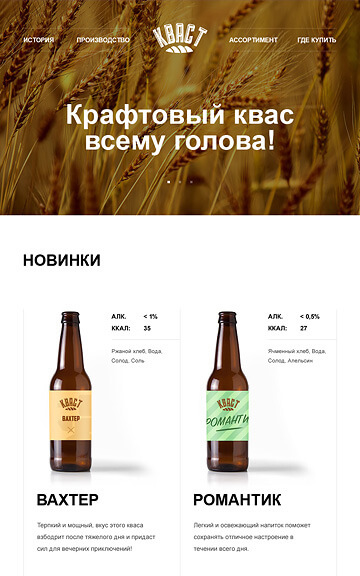 ИСТОРИЯ ПРОИЗВОДСТВО КВАСТ АССОРТИМЕНТ ГДЕ КУПИТЬ
Крафтовый квас
всему голова!
НОВИНКИ
АЛК. < 1%
ККАЛ: 35
Ржаной хлеб, Вода,
Солод, Соль
КВАСТ
ВАХТЕР
ВАХТЕР
Терпкий и мощный, вкус этого кваса
взбодрит после тяжелого дня и придаст
сил для вечерних приключений!
АЛК. < 0,5%
ККАЛ: 27
Ячменный хлеб, Вода,
Солод, Апельсин
КВАСТ
РОМАНТИ
РОМАНТИК
Легкий и освежающий напиток поможет
сохранять отличное настроение в
течении всего дня.